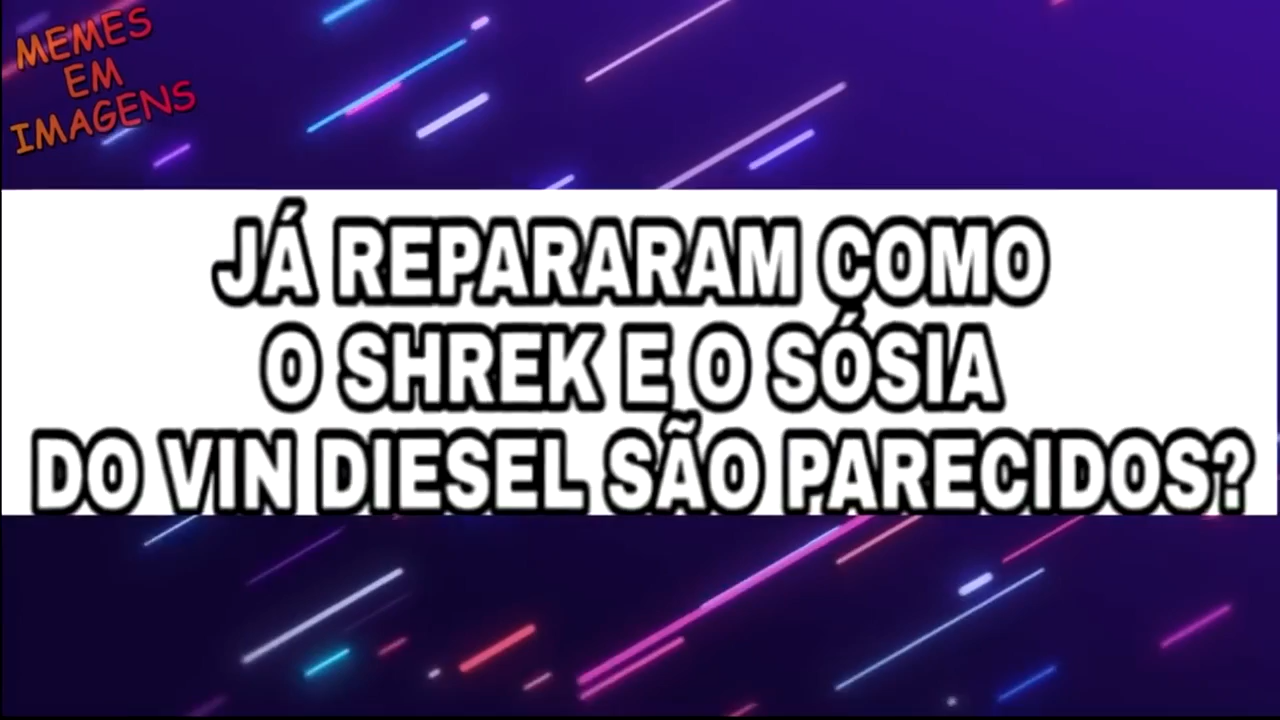 MEMES
EM
IMAGENS
JÁ REPARARAM COMO
O SHREK E O SÓSIA
DO VIN DIESEL SÃO PARECIDOS?